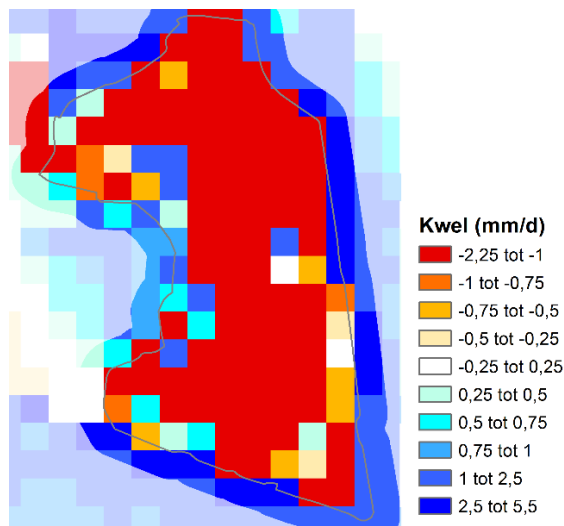 Kwel (mm/d)
-2,25 tot -1
-1 tot -0,75
-0,75 tot -0,5
-0,5 tot -0,25
-0,25 tot 0,25
0,25 tot 0,5
0,5 tot 0,75
0,75 tot 1
1 tot 2,5
2,5 tot 5,5